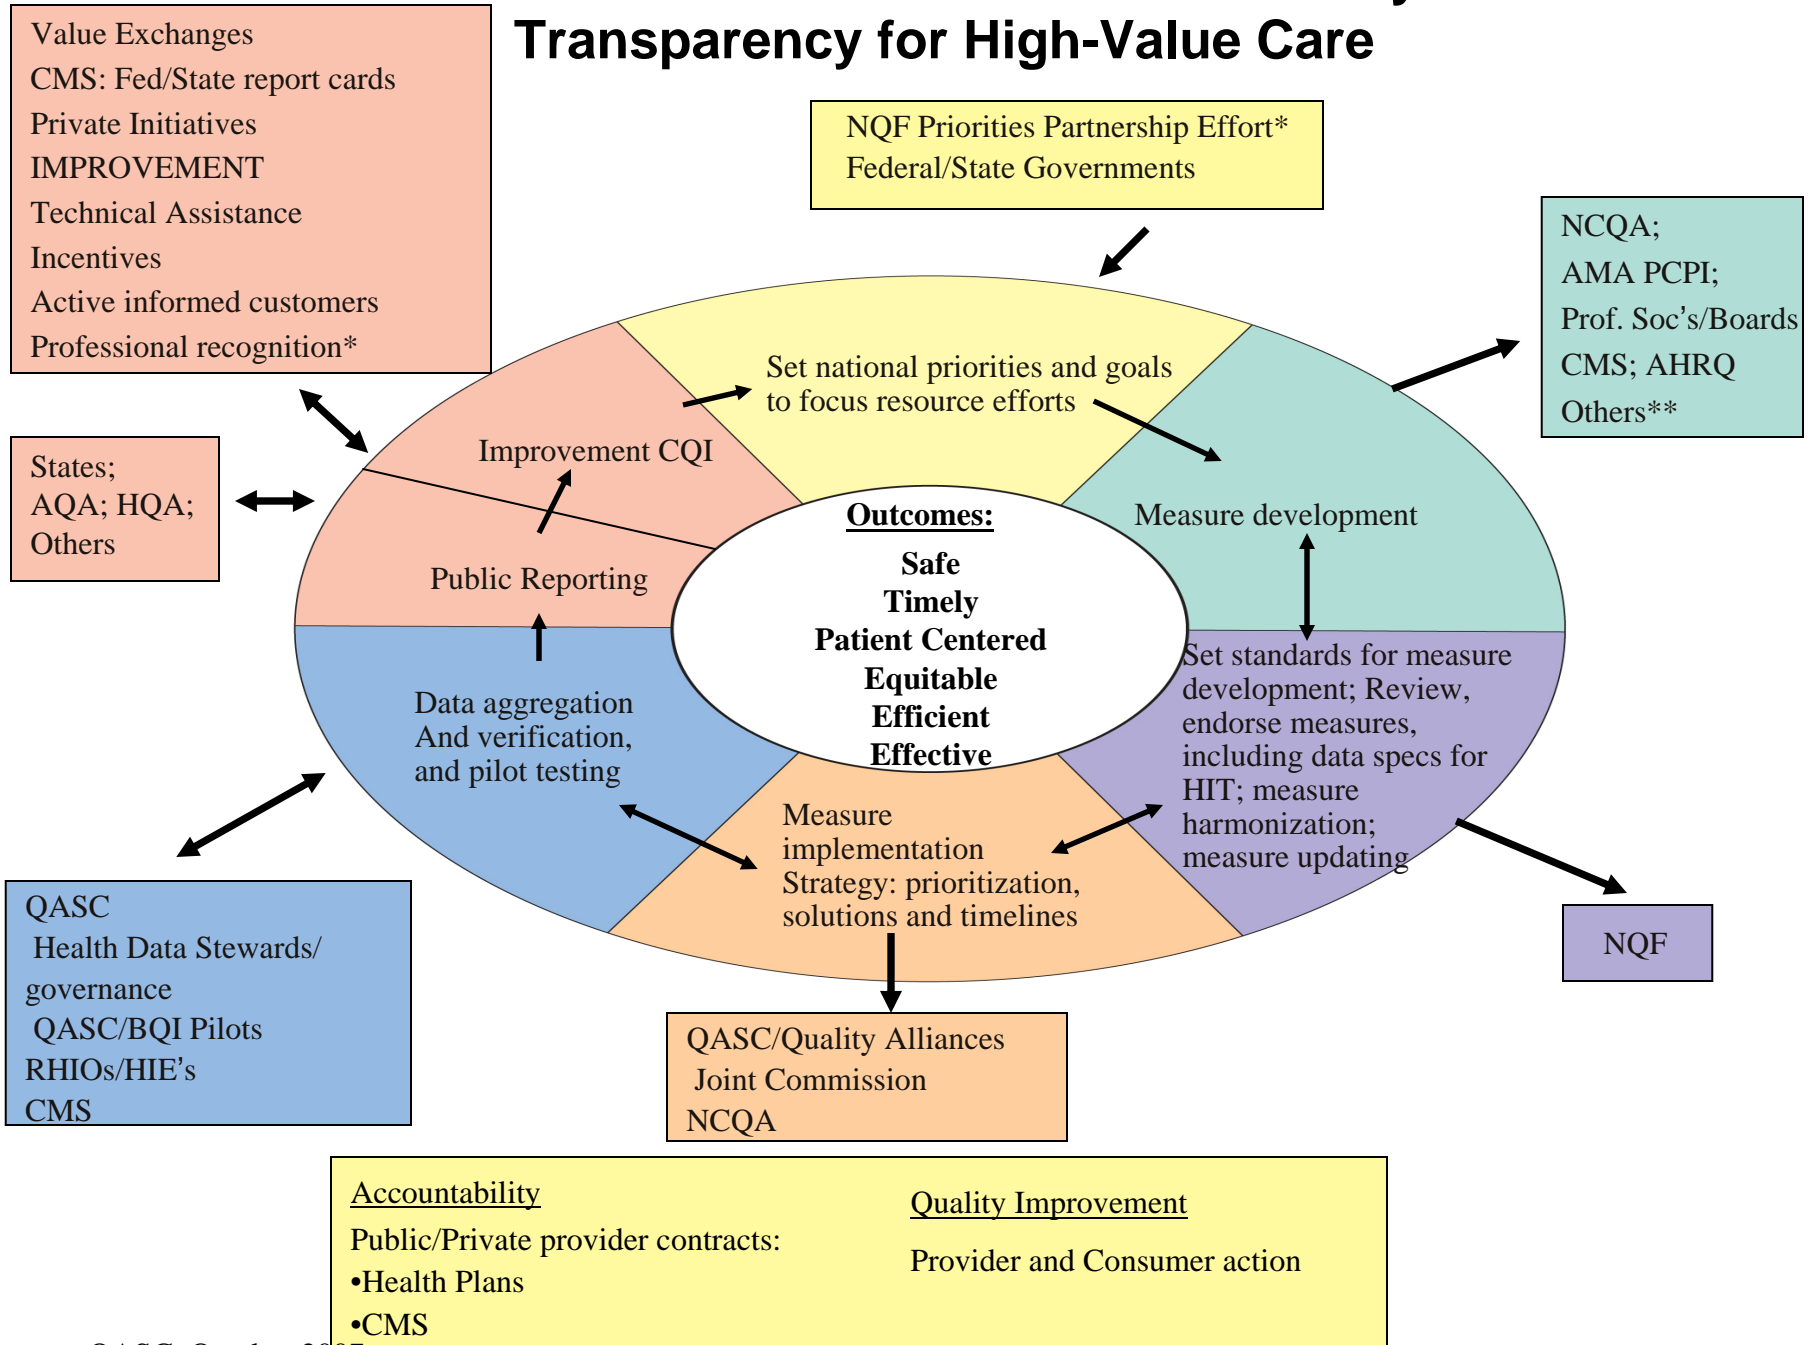 Transparency for High-Value Care
Value Exchanges
CMS: Fed/State report cards
Private Initiatives
IMPROVEMENT
Technical Assistance
Incentives
Active informed customers
Professional recognition*
NQF Priorities Partnership Effort*
Federal/State Governments
NCQA;
AMA PCPI;
Prof. Soc’s/Boards
CMS; AHRQ
Others**
States;
AQA; HQA;
Others
Set national priorities and goals
to focus resource efforts
Improvement CQI
Measure development
Public Reporting
Outcomes:
Safe
Timely
Patient Centered
Equitable
Efficient
Effective
Set standards for measure
development; Review,
endorse measures,
including data specs for
HIT; measure
harmonization;
measure updating
Data aggregation
And verification,
and pilot testing
Measure
implementation
Strategy: prioritization,
solutions and timelines
QASC
Health Data Stewards/
governance
QASC/BQI Pilots
RHIOs/HIE’s
CMS
NQF
QASC/Quality Alliances
Joint Commission
NCQA
Accountability
Public/Private provider contracts:
•Health Plans
•CMS
Quality Improvement
Provider and Consumer action